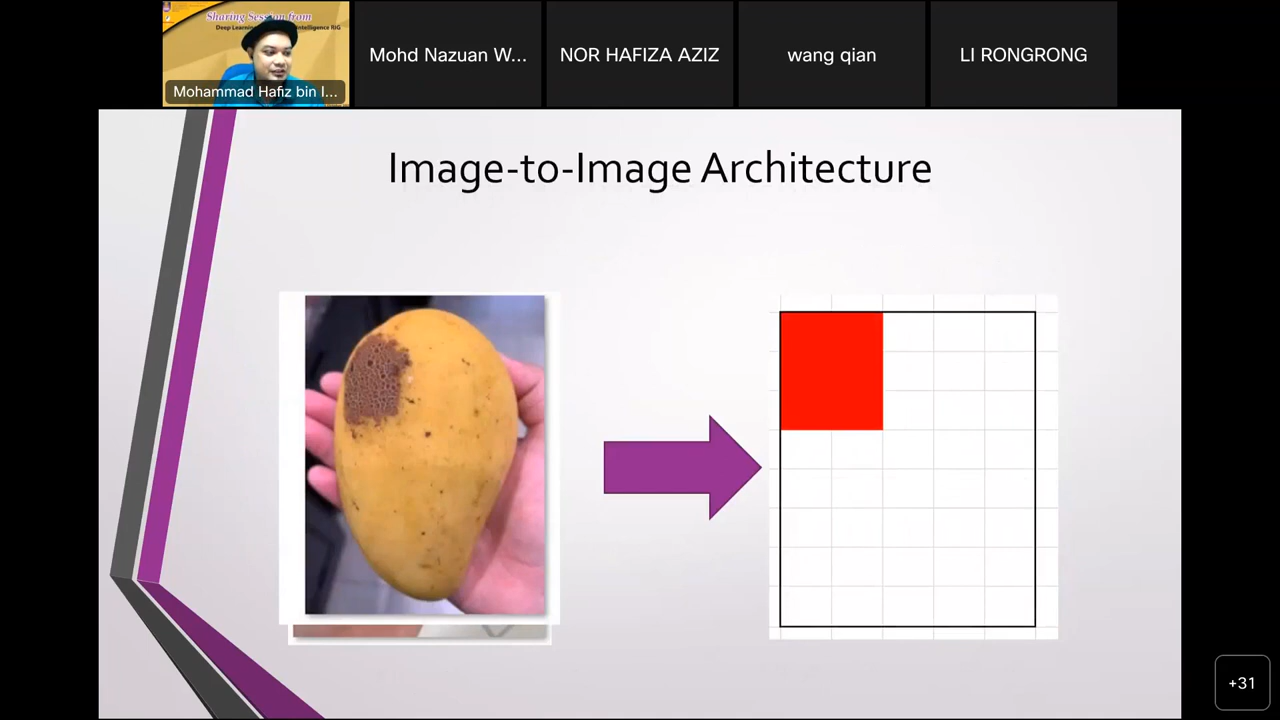 Sharing Session from
Mohammad Hafiz bin I...
Mohd Nazuan W...
NOR HAFIZA AZIZ
wang qian
LI RONGRONG
Image-to-Image Architecture
+31